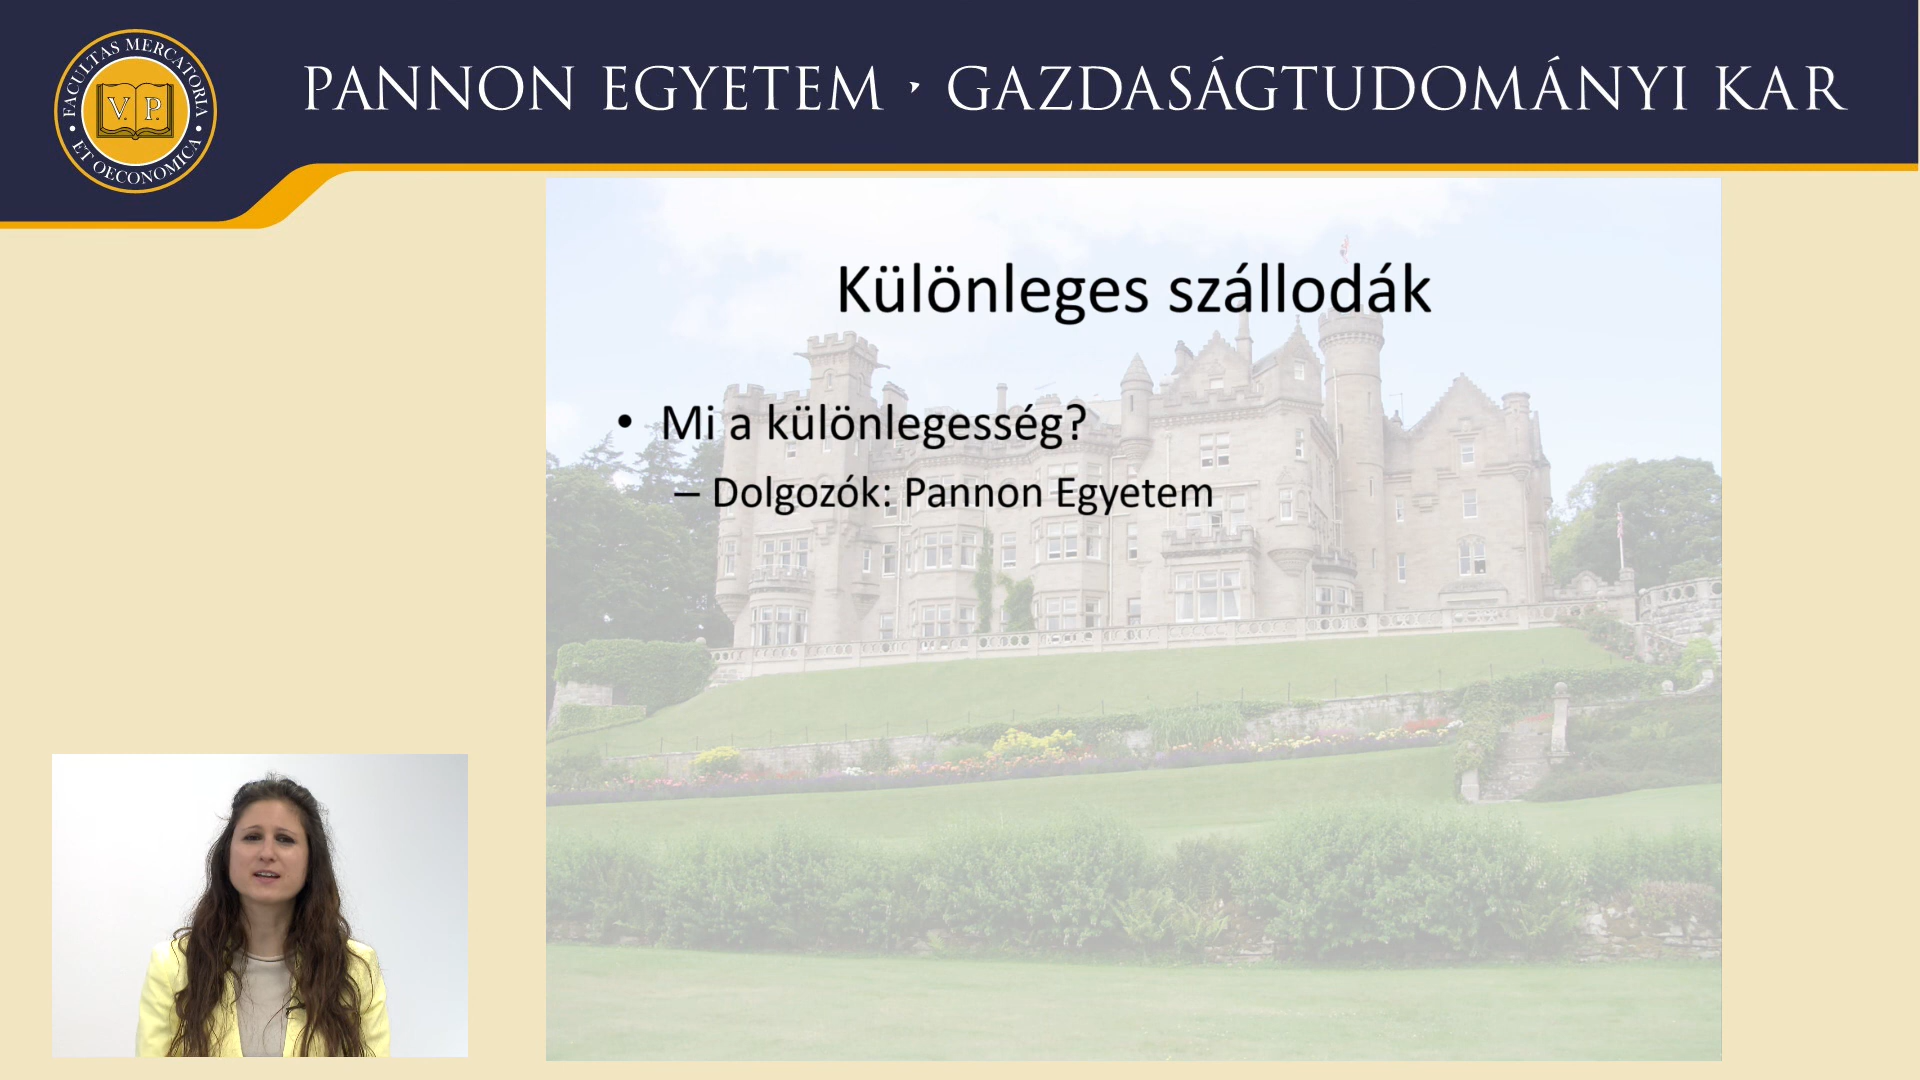 FACULTAS MERCATORIA
V. P.
ET OECONOMICA
PANNON EGYETEM · GAZDASÁGTUDOMÁNYI KAR
Különleges szállodák
• Mi a különlegesség?
– Dolgozók: Pannon Egyetem